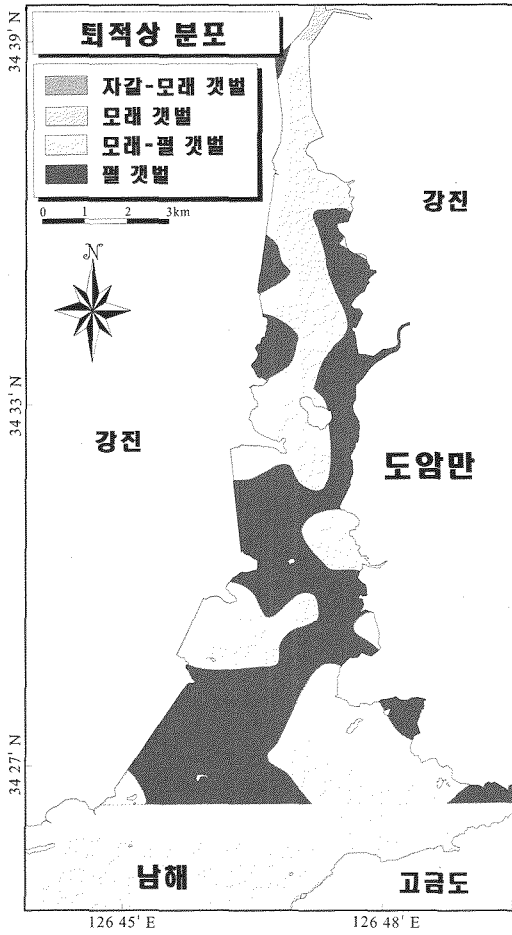 퇴적상 분포
자갈-모래 갯벌
모래 갯벌
모래-펄 갯벌
펄 갯벌
0 1 2 3km
N
강진
강진
도암만
남해
고금도
34 39' N
34 33' N
34 27' N
126 45' E
126 48' E